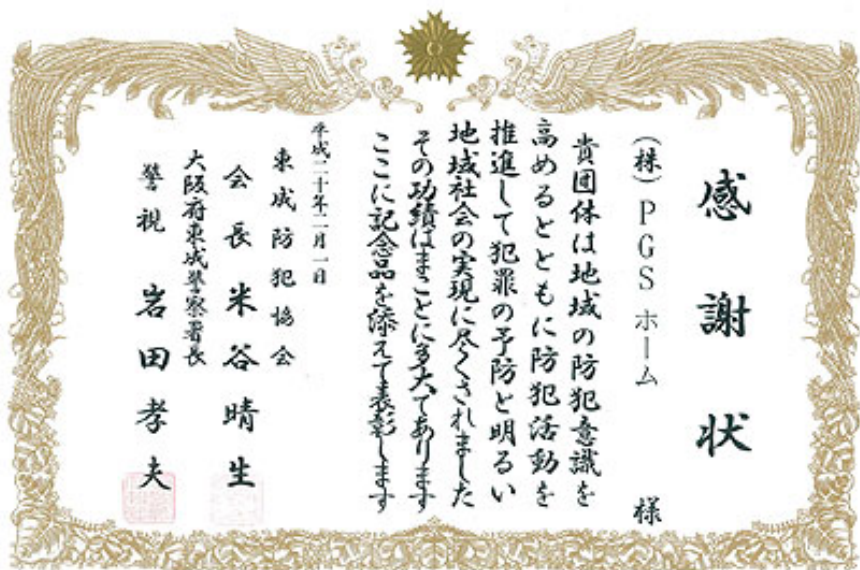 感謝状
(株)PGSホーム 様
貴団体は地域の防犯意識を
高めるとともに防犯活動を
推進して犯罪の予防と明るい
地域社会の実現に尽くされました
その功績はまことに多大であります
ここに記念品を添えて表彰します
平成二十年二月一日
東成防犯協会
会長 米谷晴生
大阪府東成警察署長
警視 岩田孝夫